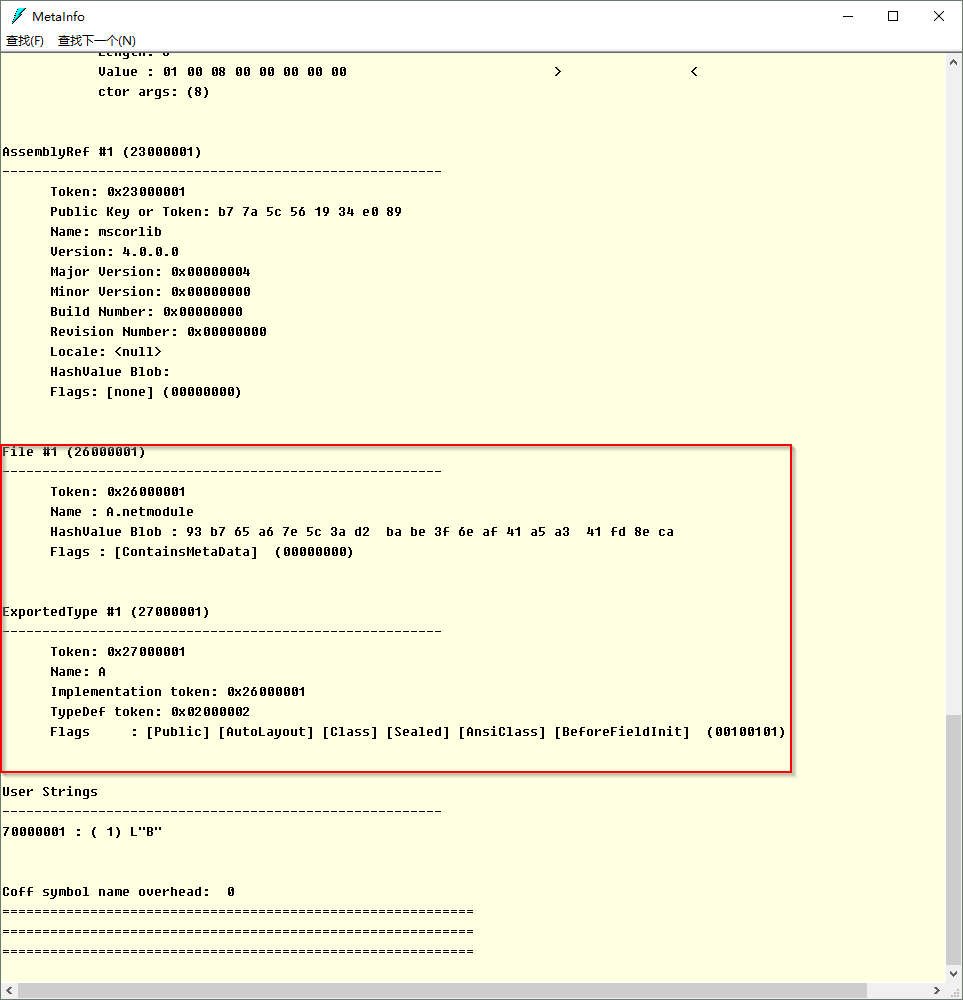 MetaInfo
查找(F) 查找下一个(N)
Length: 8
Value : 01 00 08 00 00 00 00 00 > <
ctor args: (8)
AssemblyRef #1 (23000001)
-------------------------------------------------------
Token: 0x23000001
Public Key or Token: b7 7a 5c 56 19 34 e0 89
Name: mscorlib
Version: 4.0.0.0
Major Version: 0x00000004
Minor Version: 0x00000000
Build Number: 0x00000000
Revision Number: 0x00000000
Locale: <null>
HashValue Blob:
Flags: [none] (00000000)
File #1 (26000001)
-------------------------------------------------------
Token: 0x26000001
Name : A.netmodule
HashValue Blob : 93 b7 65 a6 7e 5c 3a d2  ba be 3f 6e af 41 a5 a3  41 fd 8e ca
Flags : [ContainsMetaData]  (00000000)
ExportedType #1 (27000001)
-------------------------------------------------------
Token: 0x27000001
Name: A
Implementation token: 0x26000001
TypeDef token: 0x02000002
Flags     : [Public] [AutoLayout] [Class] [Sealed] [AnsiClass] [BeforeFieldInit]  (00100101)
User Strings
-------------------------------------------------------
70000001 : ( 1) L"B"
Coff symbol name overhead:  0
===========================================================
===========================================================
===========================================================